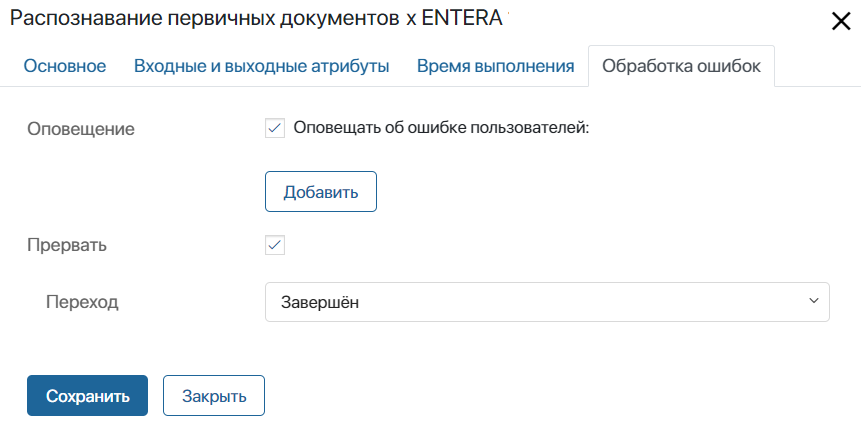 Распознавание первичных документов x ENTERA
Основное Входные и выходные атрибуты Время выполнения Обработка ошибок
Оповещение Оповещать об ошибке пользователей:
Добавить
Прервать
Переход Завершён
Сохранить Закрыть